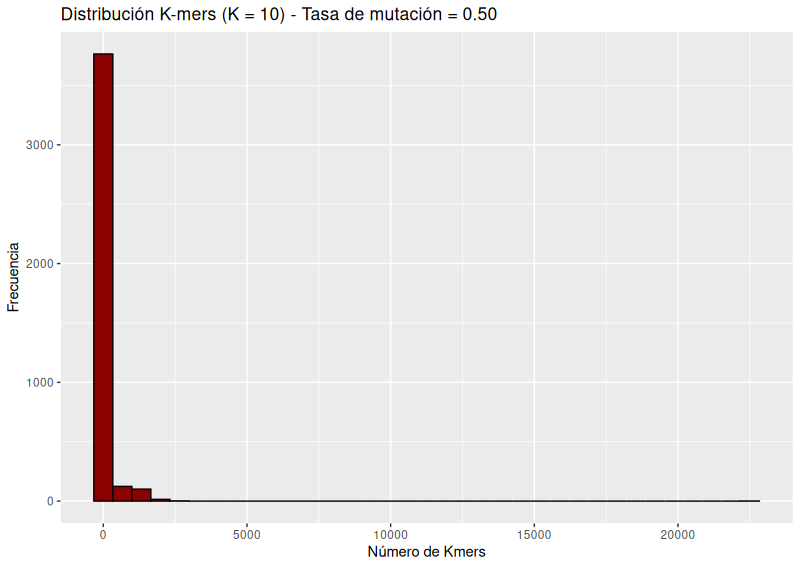 Distribución K-mers (K = 10) - Tasa de mutación = 0.50
3000
2000
1000
0
Frecuencia
0 5000 10000 15000 20000
Número de Kmers